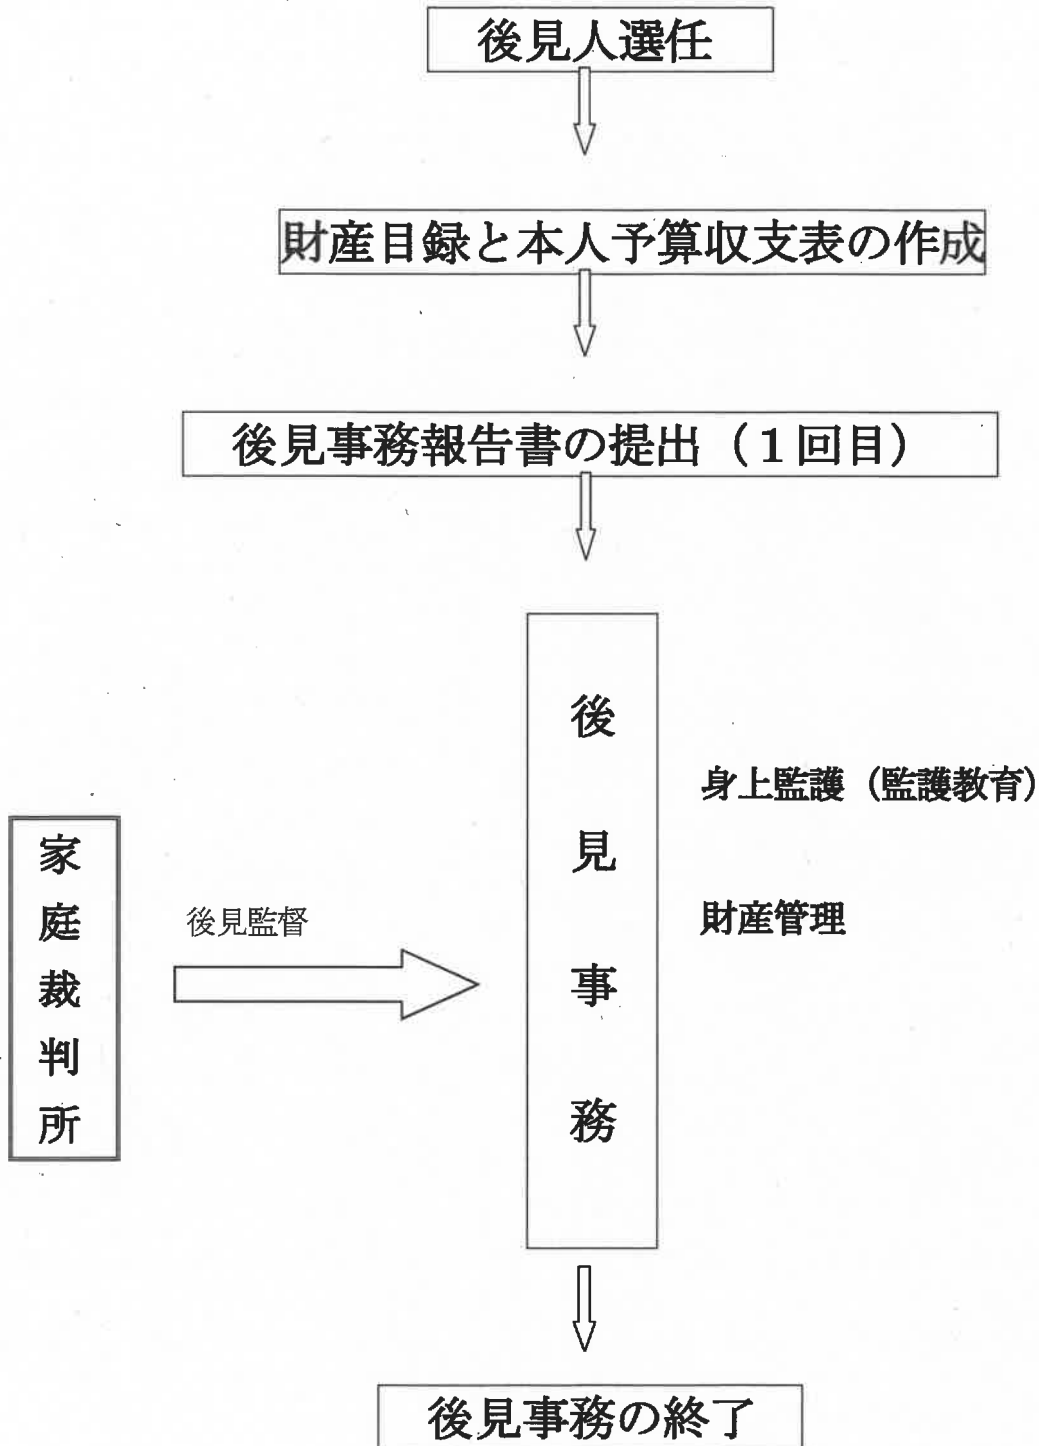 後見人選任
財産目録と本人予算収支表の作成
後見事務報告書の提出（１回目）
後見事務
身上監護（監護教育）
財産管理
家庭裁判所
後見監督
後見事務の終了